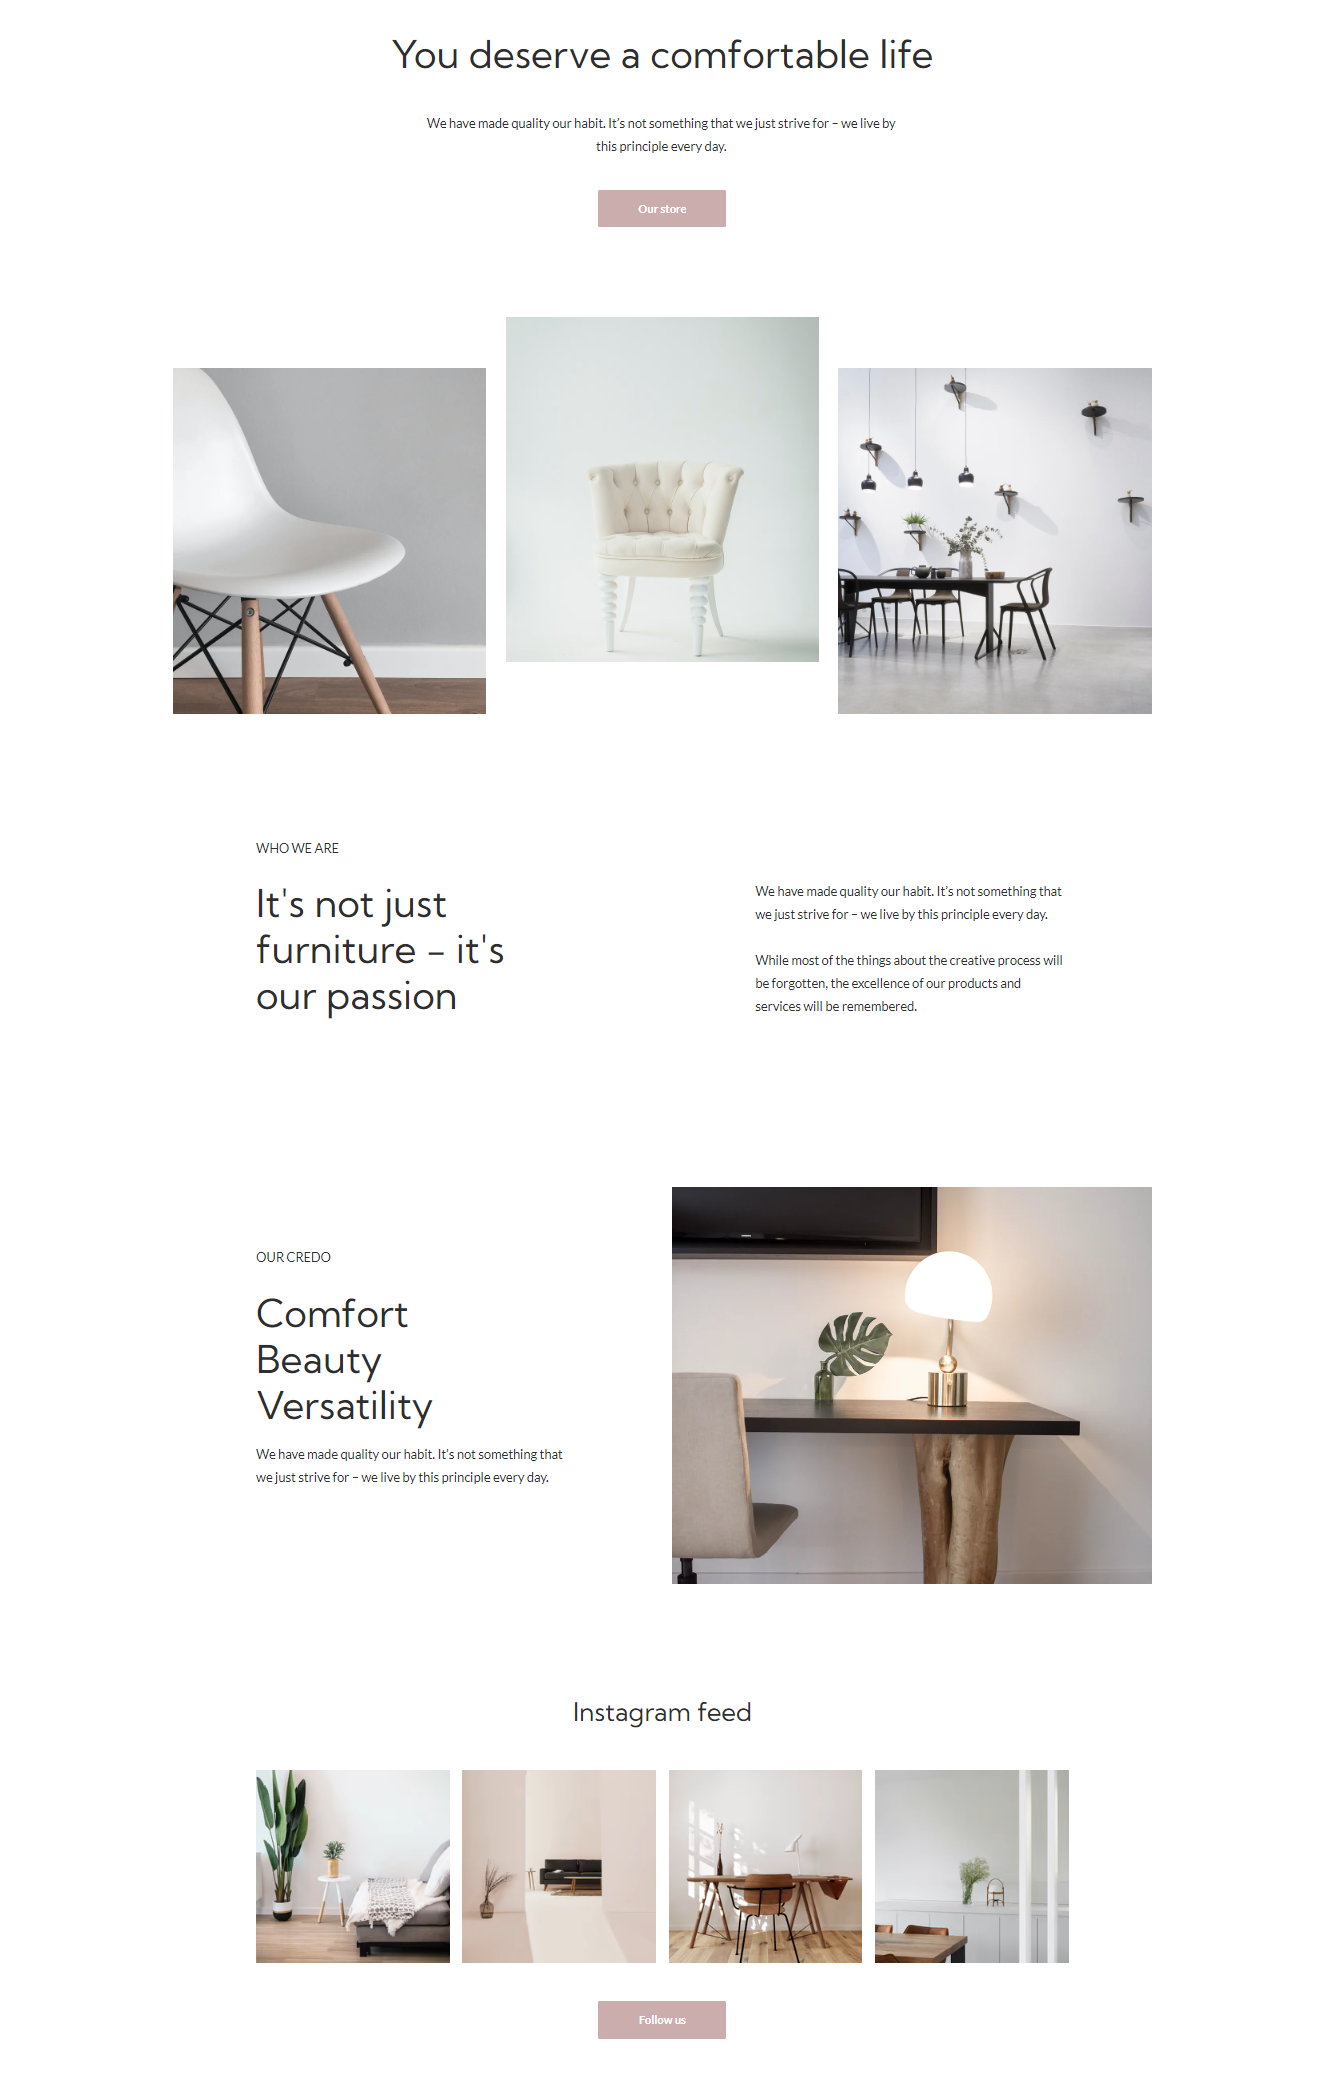 You deserve a comfortable life
We have made quality our habit. It's not something that we just strive for – we live by
this principle every day.
Our store
WHO WE ARE
It's not just
furniture – it's
our passion
We have made quality our habit. It's not something that
we just strive for – we live by this principle every day.
While most of the things about the creative process will
be forgotten, the excellence of our products and
services will be remembered.
OUR CREDO
Comfort
Beauty
Versatility
We have made quality our habit. It's not something that
we just strive for – we live by this principle every day.
Instagram feed
Follow us